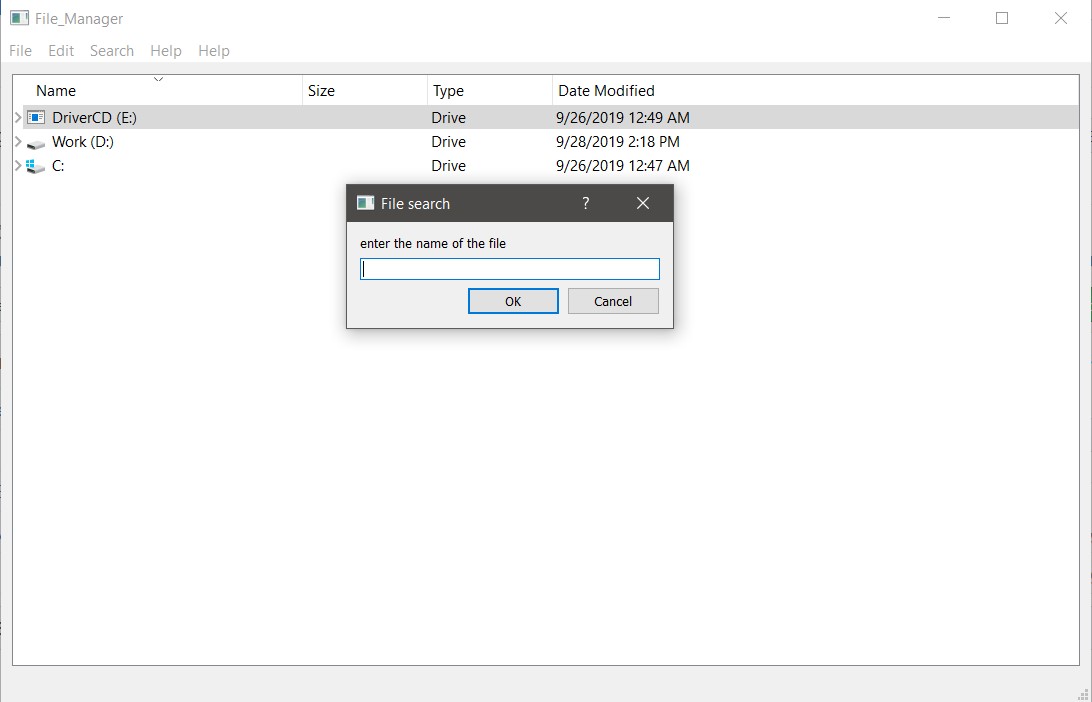 File_Manager
File Edit Search Help Help
Name Size Type Date Modified
DriverCD (E:) Drive 9/26/2019 12:49 AM
Work (D:) Drive 9/28/2019 2:18 PM
C: Drive 9/26/2019 12:47 AM
File search ?
enter the name of the file
OK Cancel